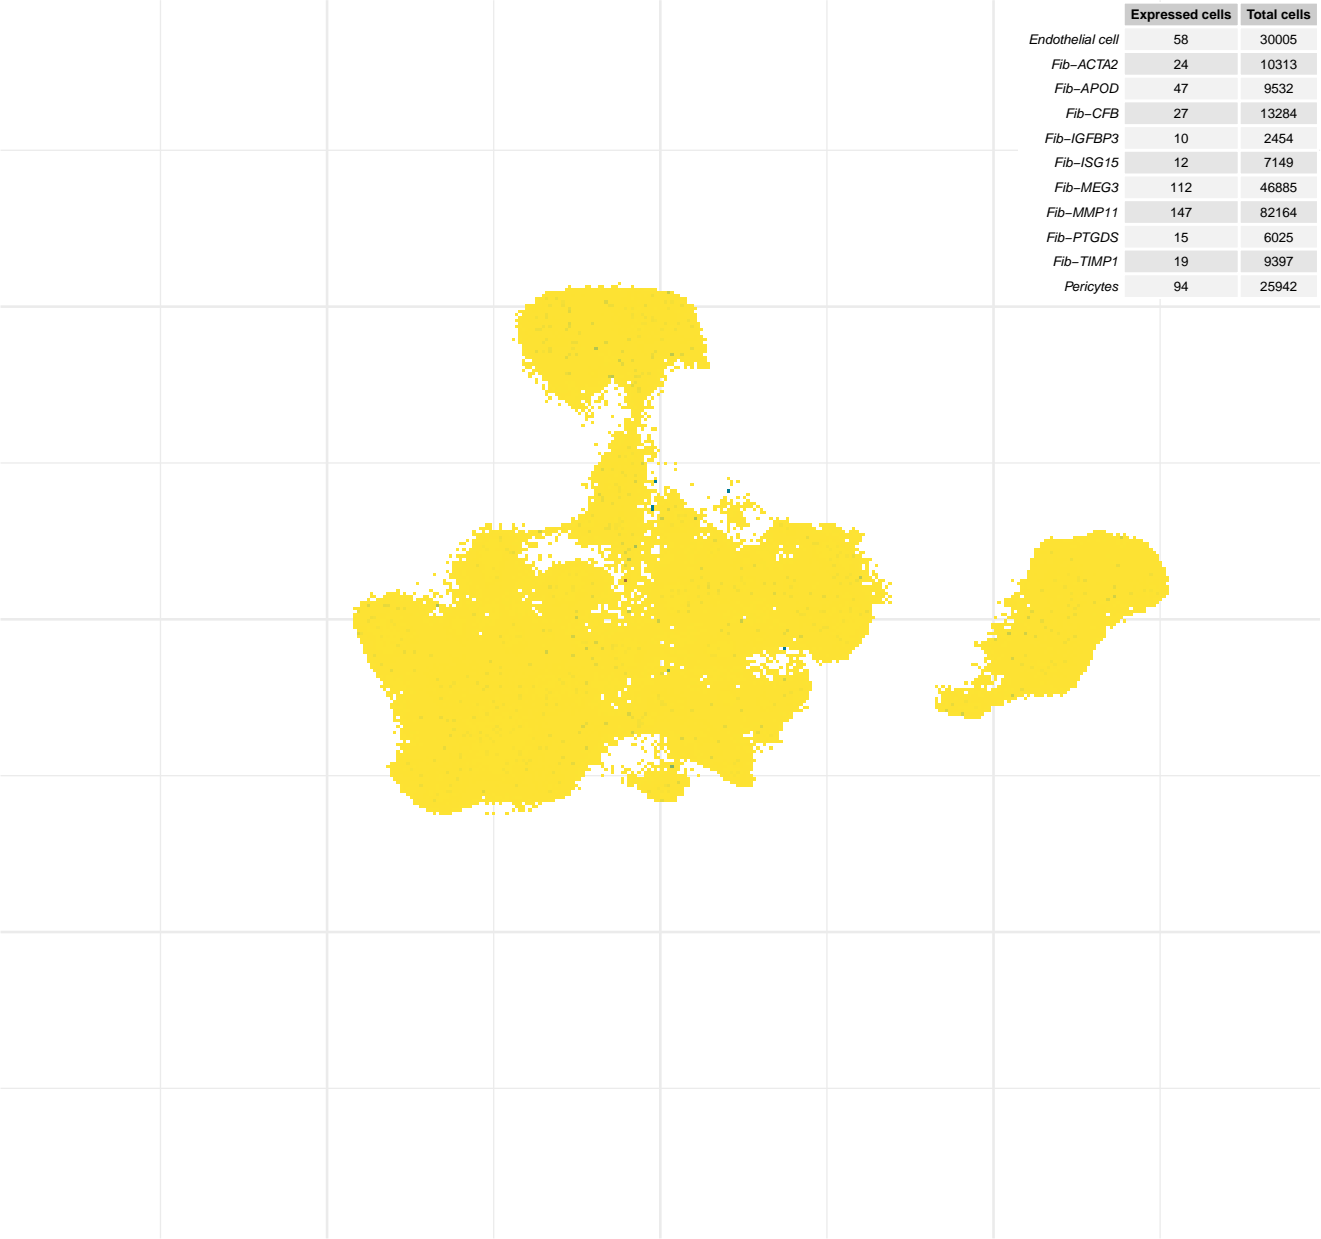 Expressed cells Total cells
Endothelial cell 58 30005
Fib−ACTA2 24 10313
Fib−APOD 47 9532
Fib−CFB 27 13284
Fib−IGFBP3 10 2454
Fib−ISG15 12 7149
Fib−MEG3 112 46885
Fib−MMP11 147 82164
Fib−PTGDS 15 6025
Fib−TIMP1 19 9397
Pericytes 94 25942